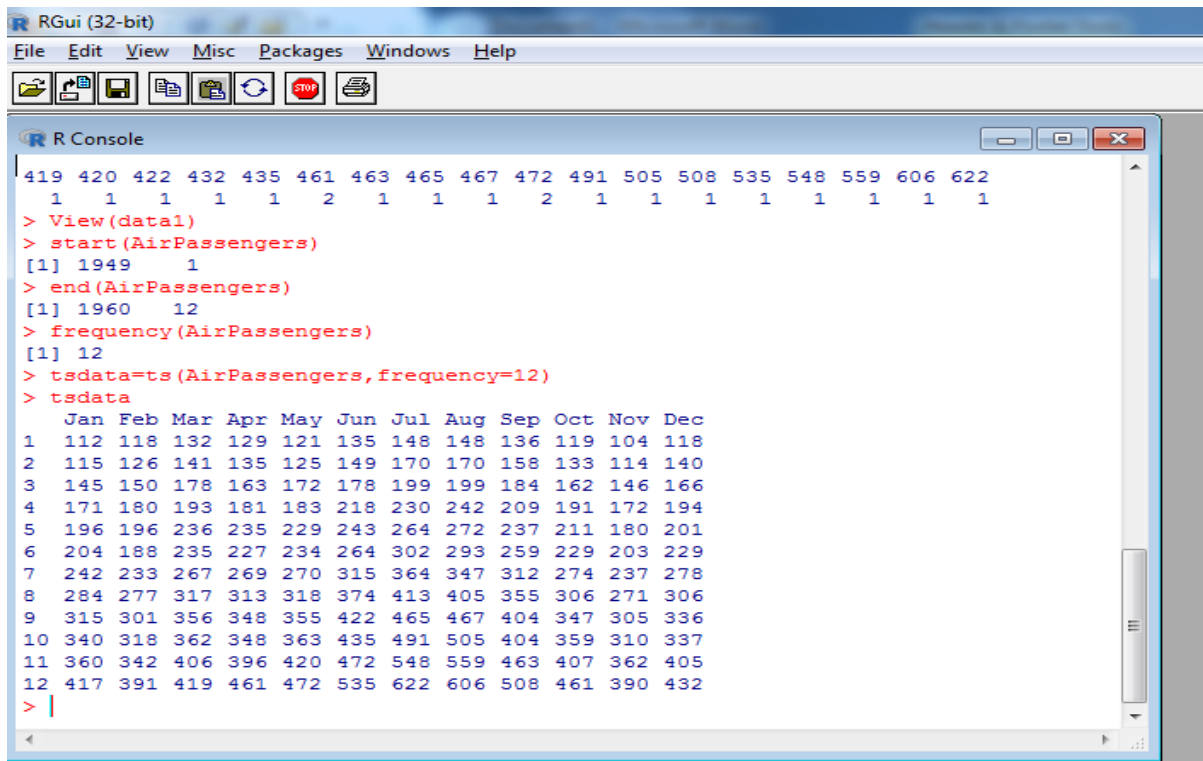 RGui (32-bit)
File Edit View Misc Packages Windows Help
STOP
R Console
419 420 422 432 435 461 463 465 467 472 491 505 508 535 548 559 606 622
1 1 1 1 1 2 1 1 1 2 1 1 1 1 1 1 1 1
> View(data1)
> start(AirPassengers)
[1] 1949 1
> end(AirPassengers)
[1] 1960 12
> frequency(AirPassengers)
[1] 12
> tsdata=ts(AirPassengers,frequency=12)
> tsdata
Jan Feb Mar Apr May Jun Jul Aug Sep Oct Nov Dec
1 112 118 132 129 121 135 148 148 136 119 104 118
2 115 126 141 135 125 149 170 170 158 133 114 140
3 145 150 178 163 172 178 199 199 184 162 146 166
4 171 180 193 181 183 218 230 242 209 191 172 194
5 196 196 236 235 229 243 264 272 237 211 180 201
6 204 188 235 227 234 264 302 293 259 229 203 229
7 242 233 267 269 270 315 364 347 312 274 237 278
8 284 277 317 313 318 374 413 405 355 306 271 306
9 315 301 356 348 355 422 465 467 404 347 305 336
10 340 318 362 348 363 435 491 505 404 359 310 337
11 360 342 406 396 420 472 548 559 463 407 362 405
12 417 391 419 461 472 535 622 606 508 461 390 432
>